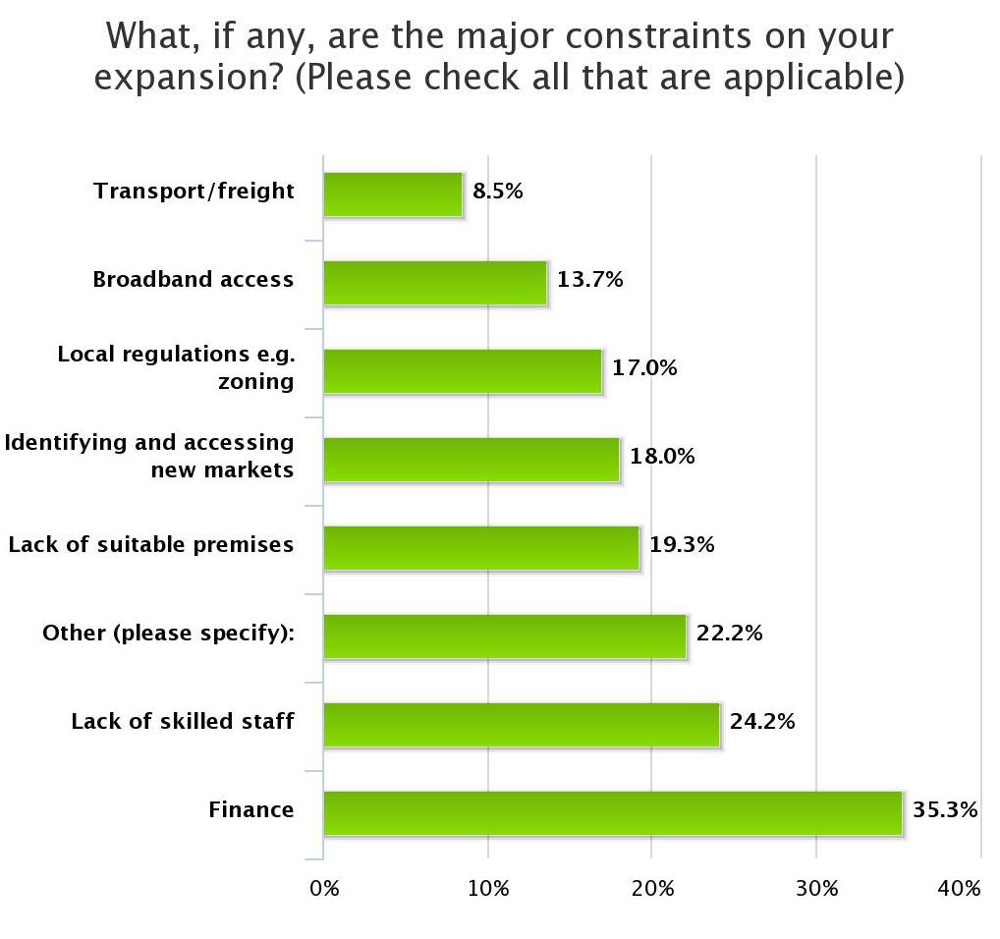 What, if any, are the major constraints on your
expansion? (Please check all that are applicable)
Transport/freight
8.5%
Broadband access
13.7%
Local regulations e.g.
zoning
17.0%
Identifying and accessing
new markets
18.0%
Lack of suitable premises
19.3%
Other (please specify):
22.2%
Lack of skilled staff
24.2%
Finance
35.3%
0%
10%
20%
30%
40%